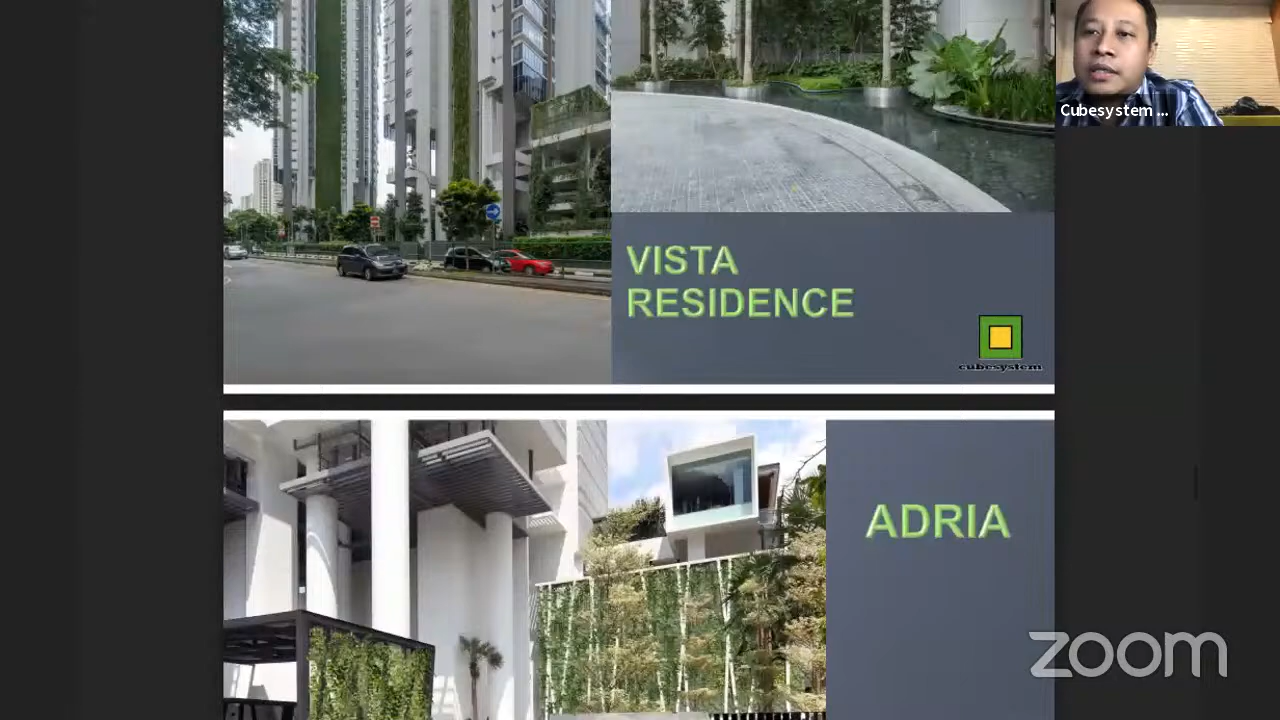 Cubesystem ...
VISTA
RESIDENCE
cubesystem
ADRIA
zoom